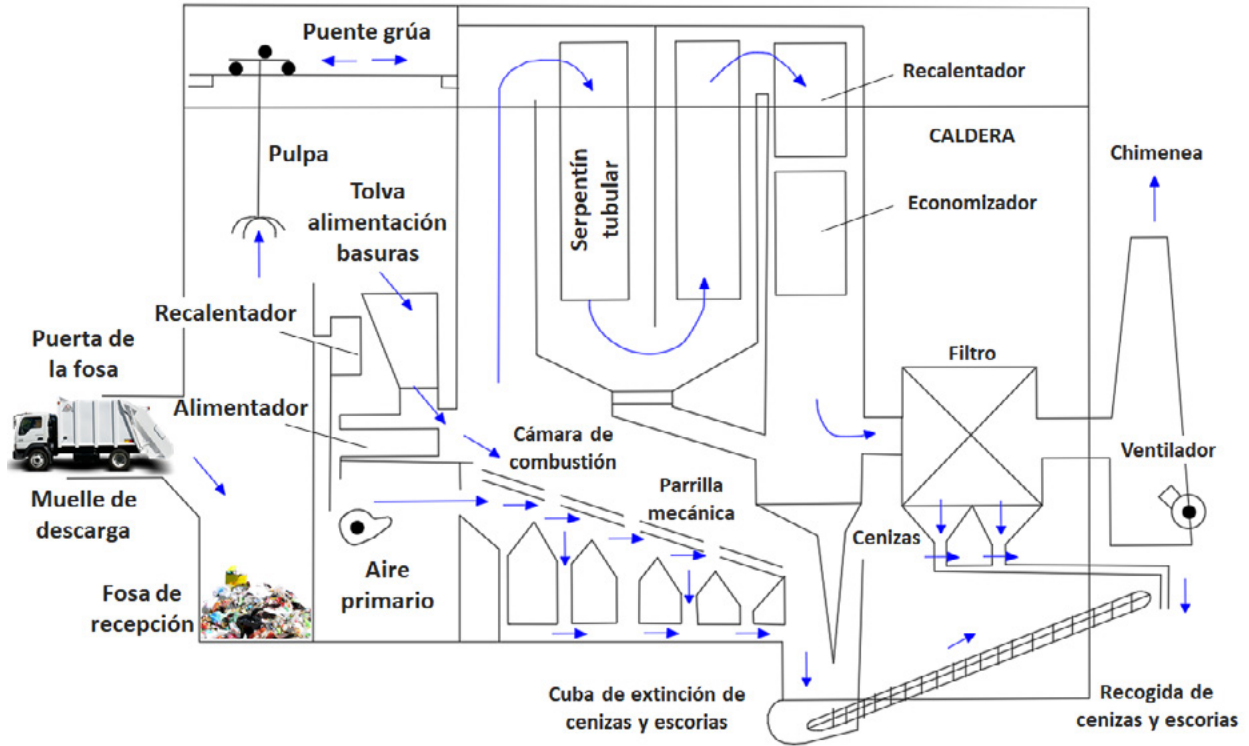 Puente grúa
Recalentador
CALDERA
Pulpa
Chimenea
Tolva
alimentación
basuras
Serpentín
tubular
Economizador
Recalentador
Puerta de
la fosa
Filtro
Alimentador
Cámara de
combustión
Ventilador
Muelle de
descarga
Parrilla
mecánica
Cenizas
Aire
primario
Fosa de
recepción
Cuba de extinción de
cenizas y escorias
Recogida de
cenizas y escorias